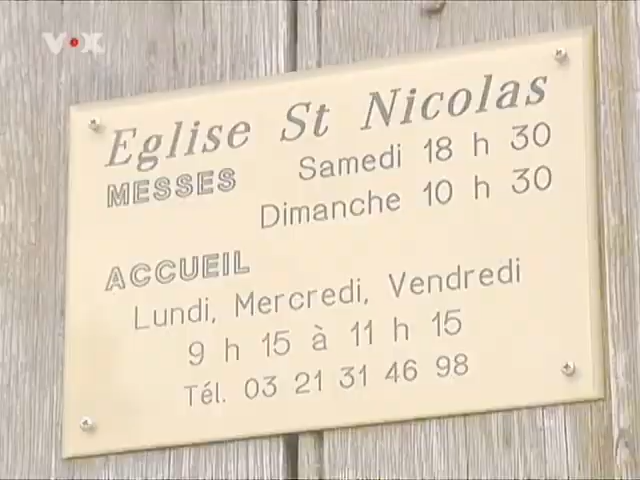 VOX
Eglise St Nicolas
MESSES Samedi 18 h 30
Dimanche 10 h 30
ACCUEIL
Lundi, Mercredi, Vendredi
9 h 15 à 11 h 15
Tél. 03 21 31 46 98